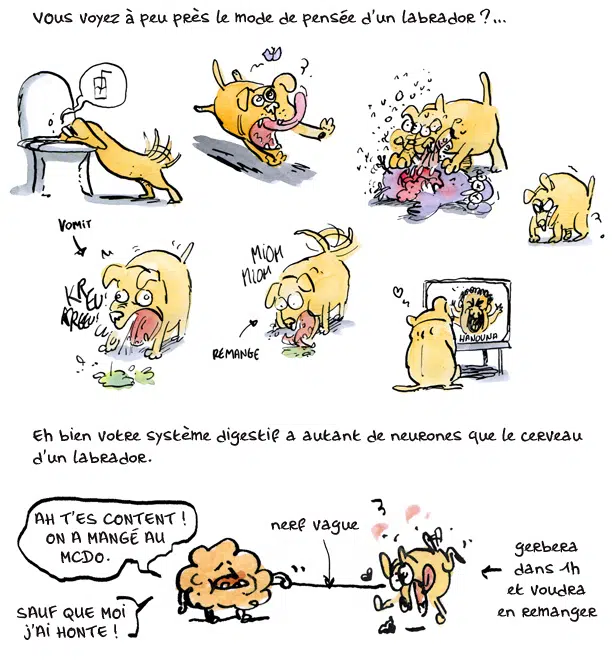 Vous voyez à peu près le mode de pensée d'un labrador ?...
VOMIT
KREU
KREEU!
MIOM
MIOM
REMANGE
HANOUNA
Eh bien votre système digestif a autant de neurones que le cerveau
d'un labrador.
AH T'ES CONTENT !
ON A MANGÉ AU
MCDO.
SAUF QUE MOI
J'AI HONTE !
nerf vague
gerbera
dans 1h
et voudra
en remanger